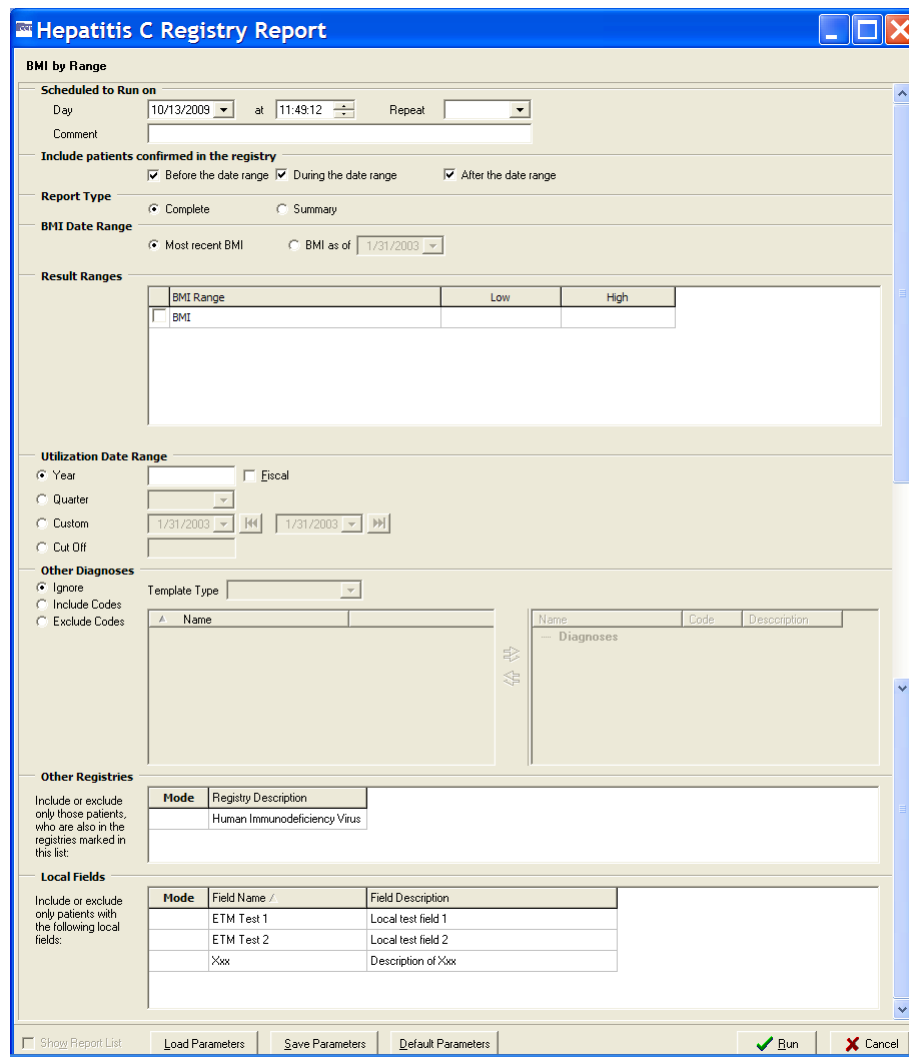 Hepatitis C Registry Report
BMI by Range
Scheduled to Run on
Day 10/13/2009 at 11:49:12 Repeat
Comment
Include patients confirmed in the registry
Before the date range During the date range After the date range
Report Type
Complete Summary
BMI Date Range
Most recent BMI BMI as of 1/31/2003
Result Ranges
BMI Range Low High
BMI
Utilization Date Range
Year Fiscal
Quarter
Custom 1/31/2003 1/31/2003
Cut Off
Other Diagnoses
Ignore Template Type
Include Codes
Exclude Codes
Name Name Code Desccription
Diagnoses
Other Registries
Include or exclude
only those patients,
who are also in the
registries marked in
this list:
Mode Registry Description
Human Immunodeficiency Virus
Local Fields
Include or exclude
only patients with
the following local
fields:
Mode Field Name Field Description
ETM Test 1 Local test field 1
ETM Test 2 Local test field 2
Xxx Description of Xxx
Show Report List Load Parameters Save Parameters Default Parameters Run Cancel